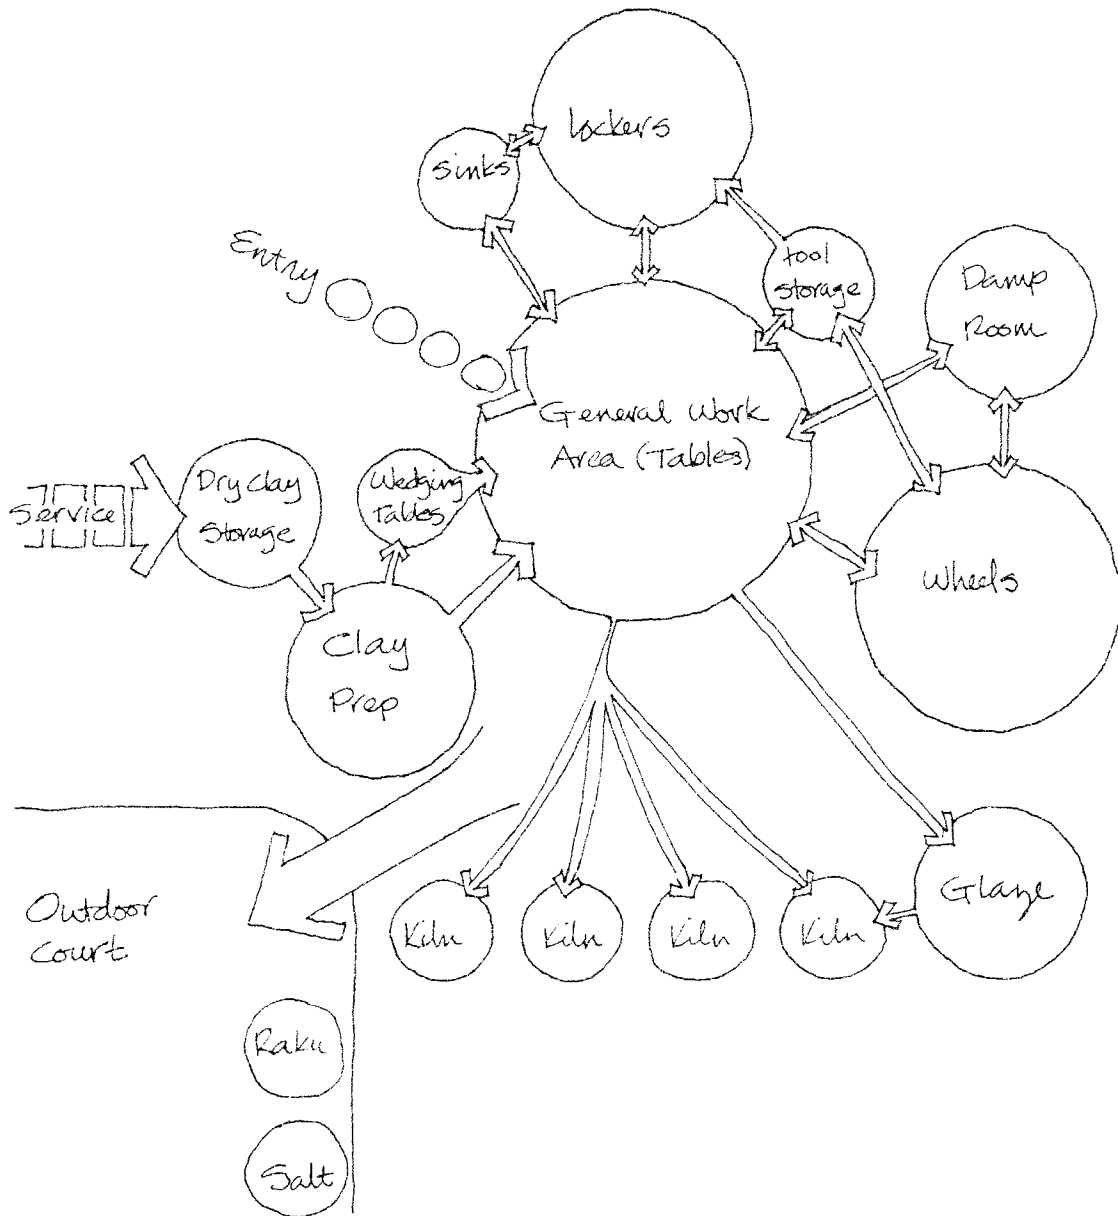 Lockers
Sinks
Entry
tool
Storage
Damp
Room
General Work
Area (Tables)
Dry Clay
Storage
Wedging
Tables
Service
Wheels
Clay
Prep
Outdoor
Court
Kiln
Kiln
Kiln
Kiln
Glaze
Raku
Salt